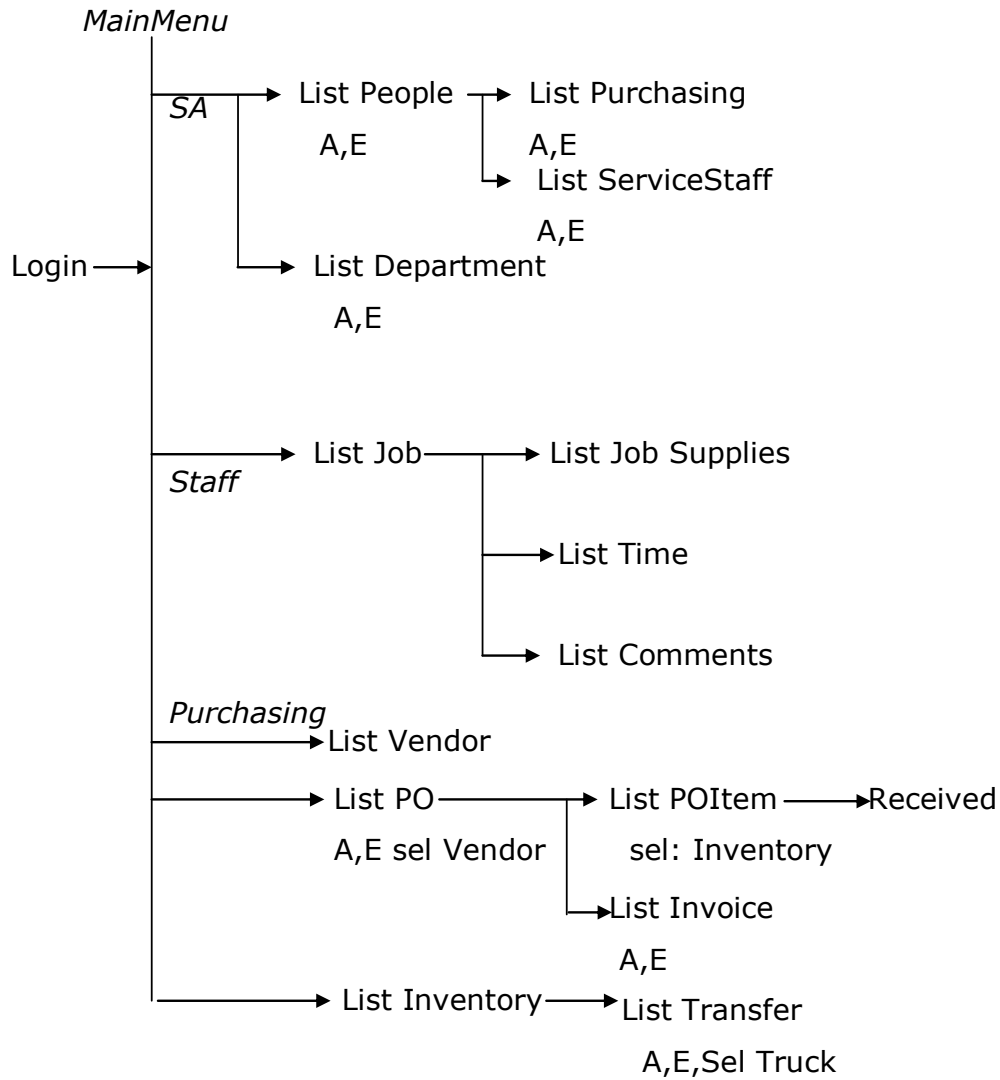 MainMenu
SA
List People
List Purchasing
A,E
A,E
List ServiceStaff
A,E
Login
List Department
A,E
List Job
List Job Supplies
Staff
List Time
List Comments
Purchasing
List Vendor
List PO
List POItem
Received
A,E sel Vendor
sel: Inventory
List Invoice
A,E
List Inventory
List Transfer
A,E,Sel Truck